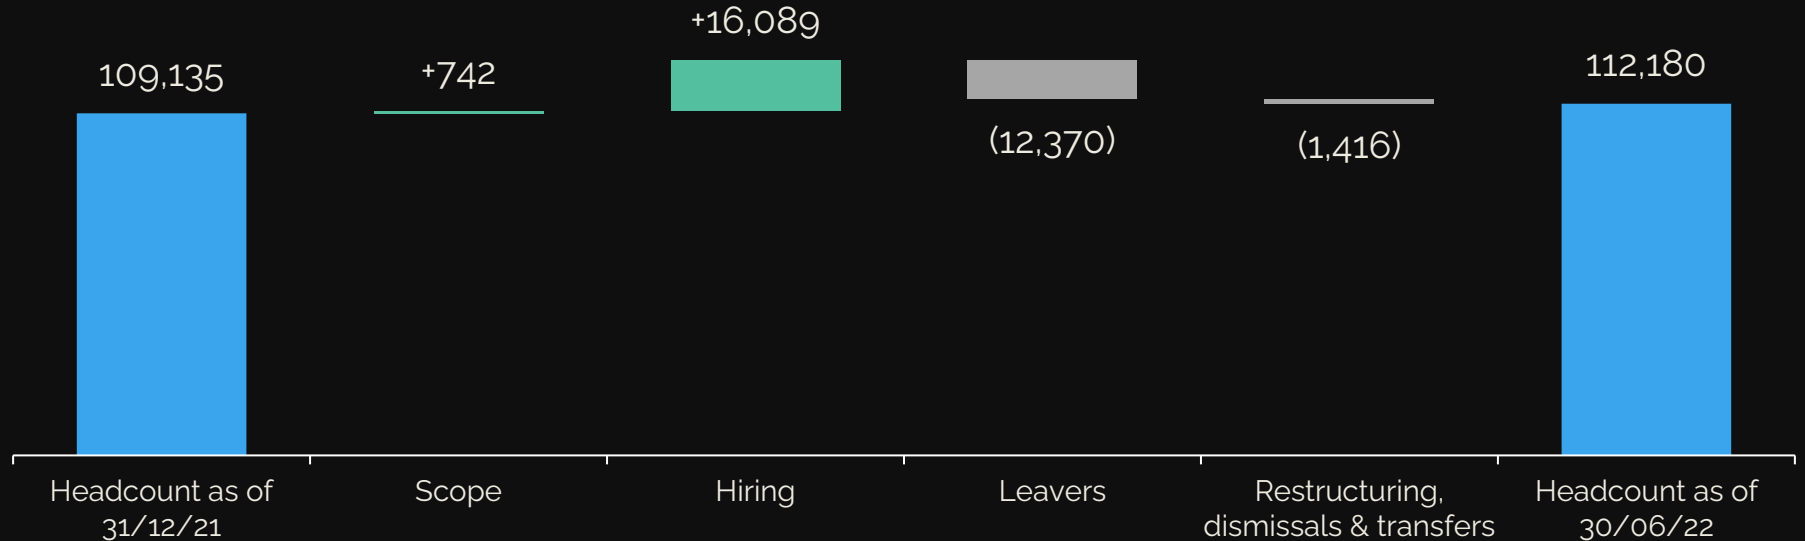 +16,089
109,135
+742
112,180
(12,370)
(1,416)
Headcount as of
31/12/21
Scope
Hiring
Leavers
Restructuring,
dismissals & transfers
Headcount as of
30/06/22